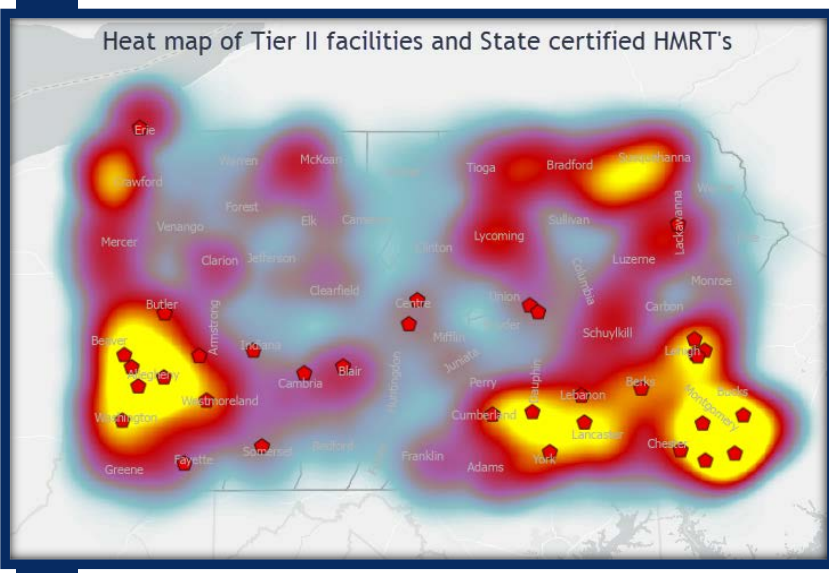 Heat map of Tier II facilities and State certified HMRT's
Erie
Warren
McKean
Tioga
Bradford
Susquehanna
Crawford
Forest
Venango
Elk
Cameron
Sullivan
Lackawanna
Mercer
Clarion
Jefferson
Clinton
Lycoming
Luzerne
Clearfield
Columbia
Monroe
Butler
Armstrong
Centre
Union
Carbon
Beaver
Indiana
Mifflin
Snyder
Schuylkill
Lehigh
Allegheny
Cambria
Blair
Huntingdon
Juniata
Perry
Dauphin
Lebanon
Berks
Bucks
Washington
Westmoreland
Cumberland
Lancaster
Montgomery
Greene
Fayette
Somerset
Bedford
Franklin
Adams
York
Chester